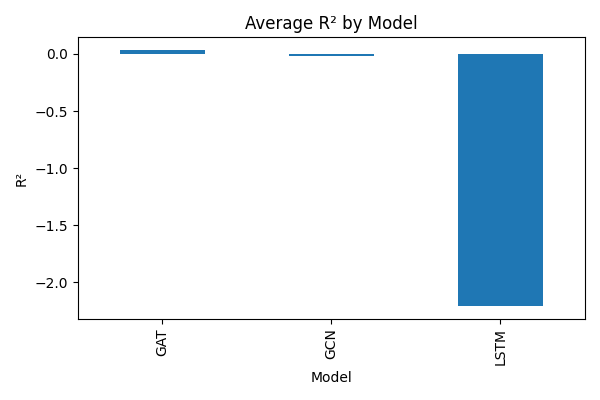 Average R² by Model
R²
0.0
−0.5
−1.0
−1.5
−2.0
GAT
GCN
LSTM
Model